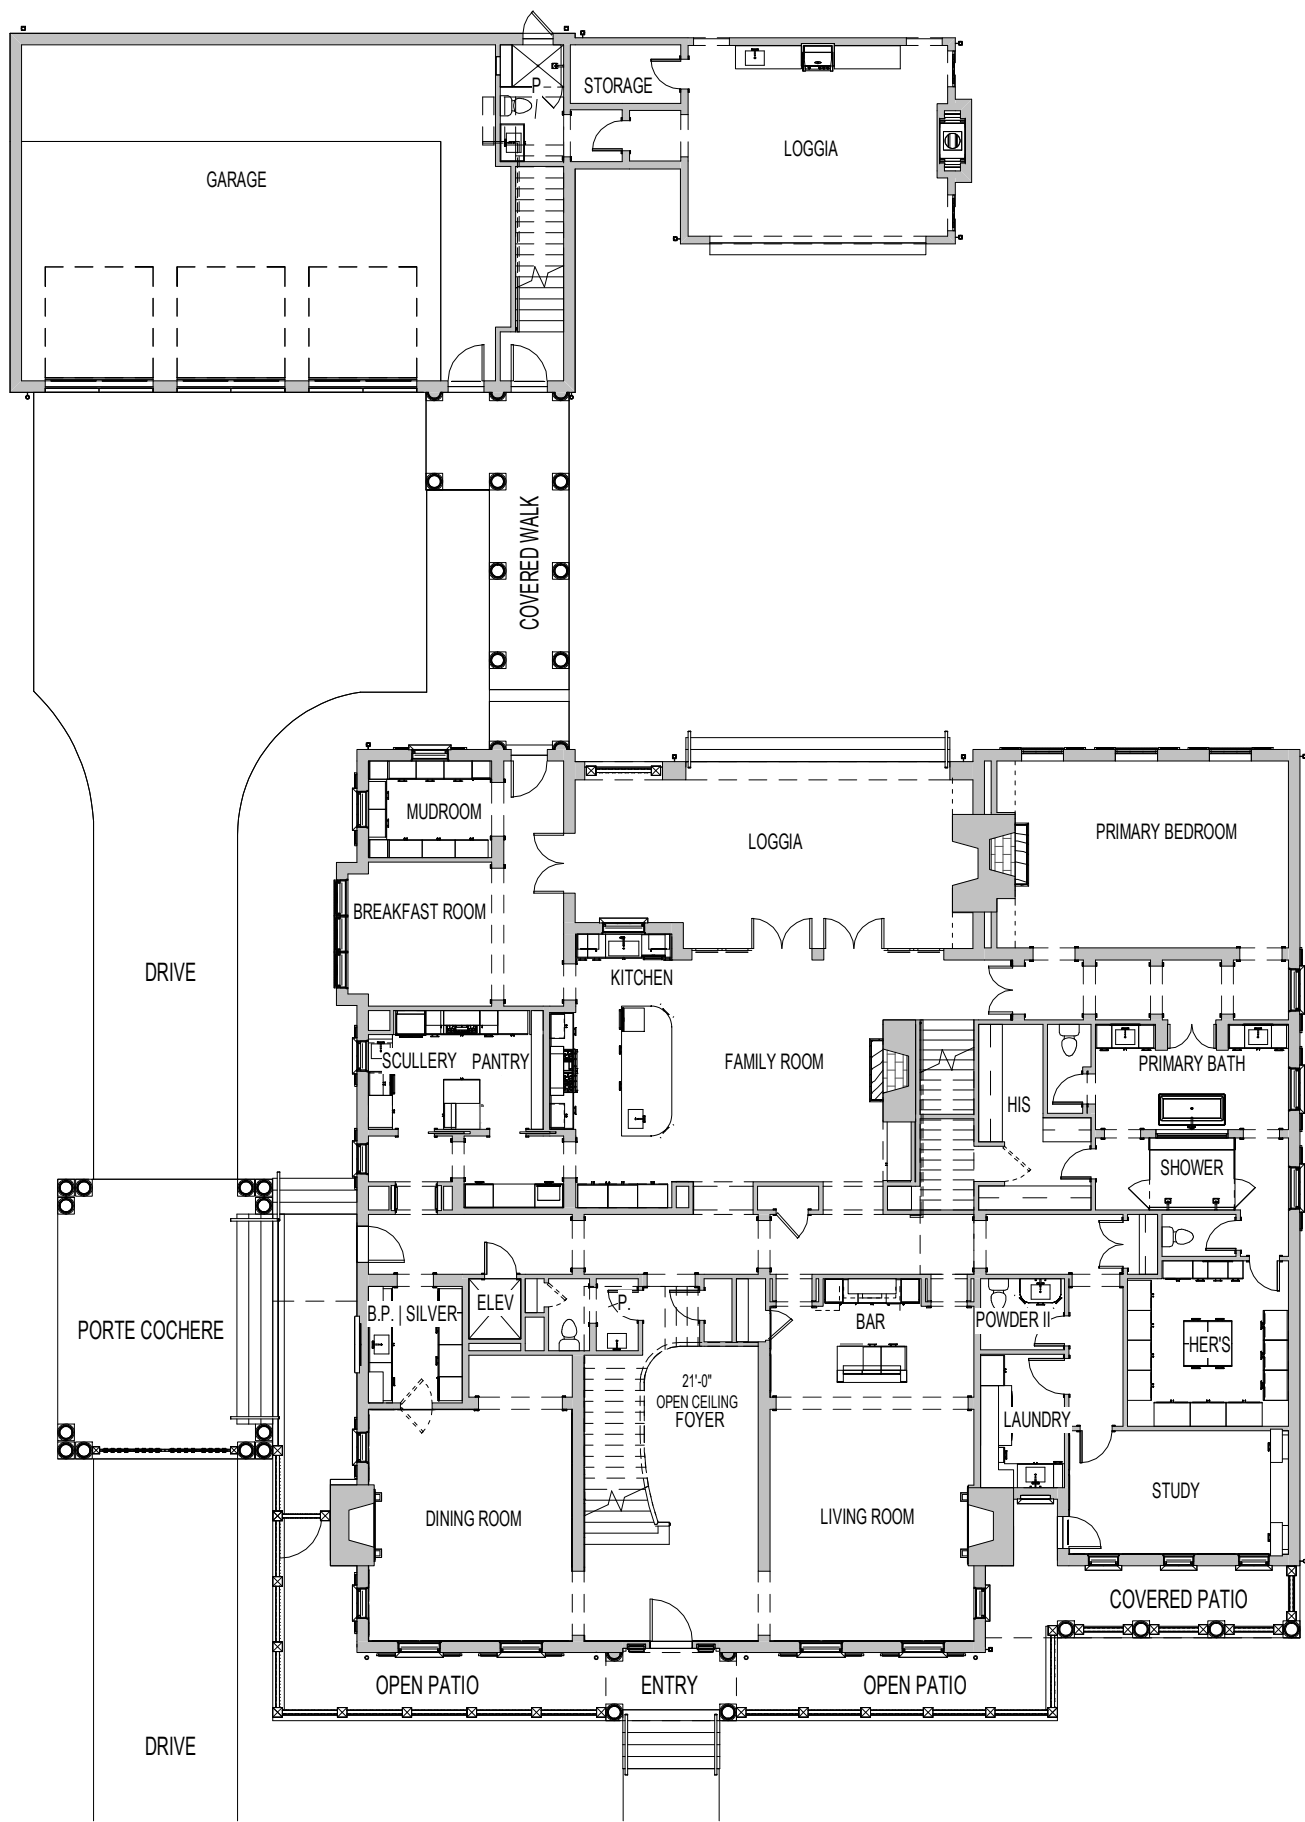 P
STORAGE
LOGGIA
GARAGE
COVERED WALK
MUDROOM
PRIMARY BEDROOM
LOGGIA
BREAKFAST ROOM
DRIVE
KITCHEN
SCULLERY PANTRY
FAMILY ROOM
PRIMARY BATH
HIS
SHOWER
ELEV
P.
B.P. SILVER
BAR
POWDER II
PORTE COCHERE
HER'S
21'-0"
OPEN CEILING
FOYER
LAUNDRY
STUDY
DINING ROOM
LIVING ROOM
COVERED PATIO
OPEN PATIO
ENTRY
OPEN PATIO
DRIVE